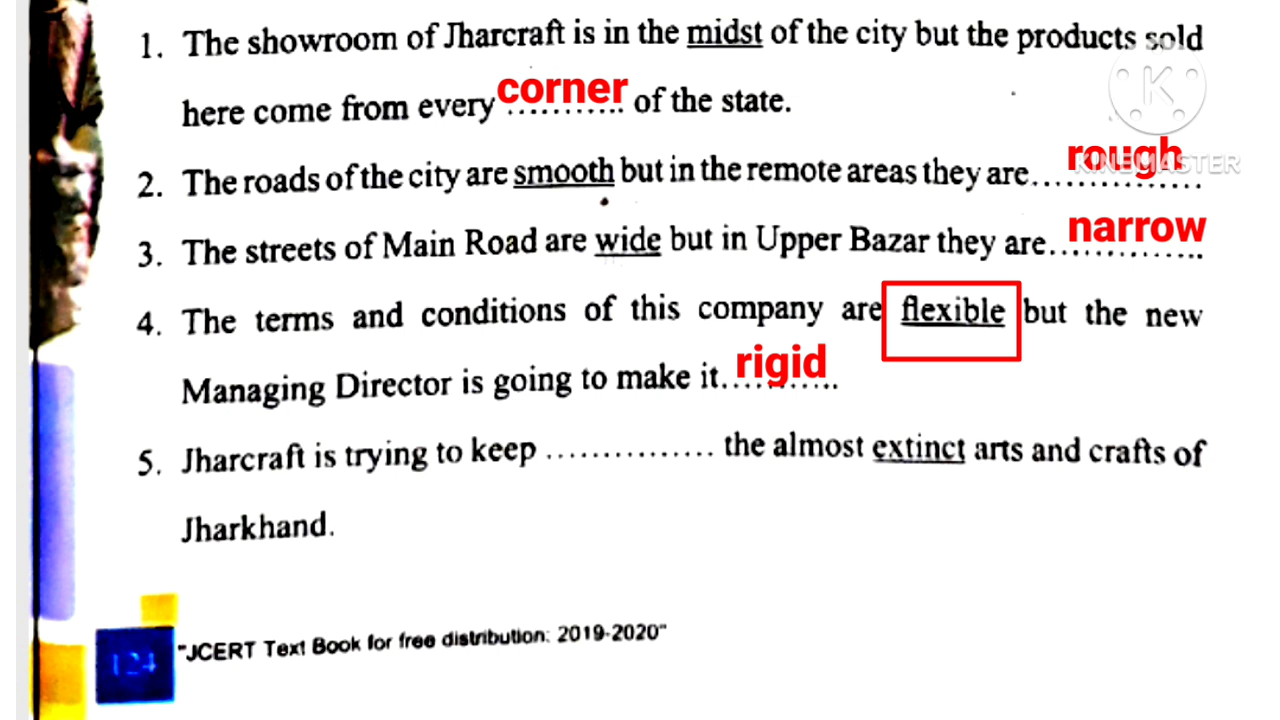 1. The showroom of Jharcraft is in the midst of the city but the products sold
here come from every corner ........... of the state.
2. The roads of the city are smooth but in the remote areas they are............... rough
KINEMASTER
3. The streets of Main Road are wide but in Upper Bazar they are.............. narrow
4. The terms and conditions of this company are flexible but the new
Managing Director is going to make it........... rigid
5. Jharcraft is trying to keep ............... the almost extinct arts and crafts of
Jharkhand.
124 "JCERT Text Book for free distribution: 2019-2020"
K